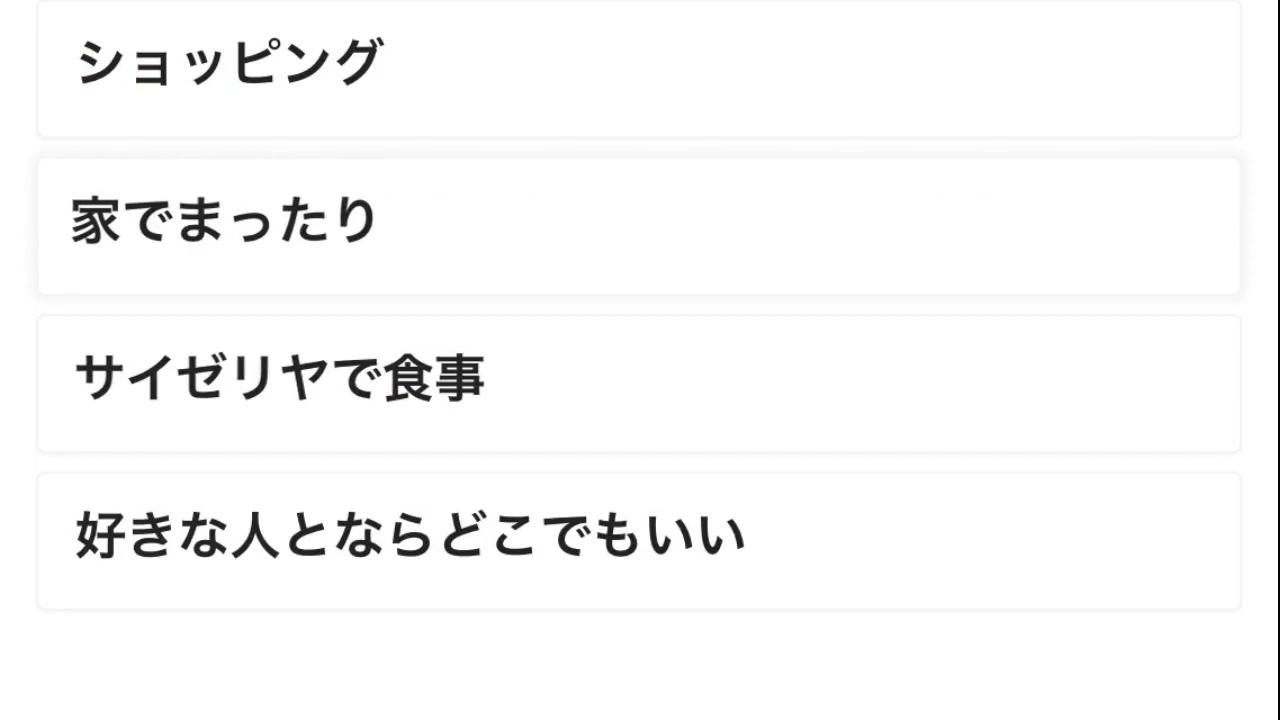 ショッピング
家でまったり
サイゼリヤで食事
好きな人とならどこでもいい